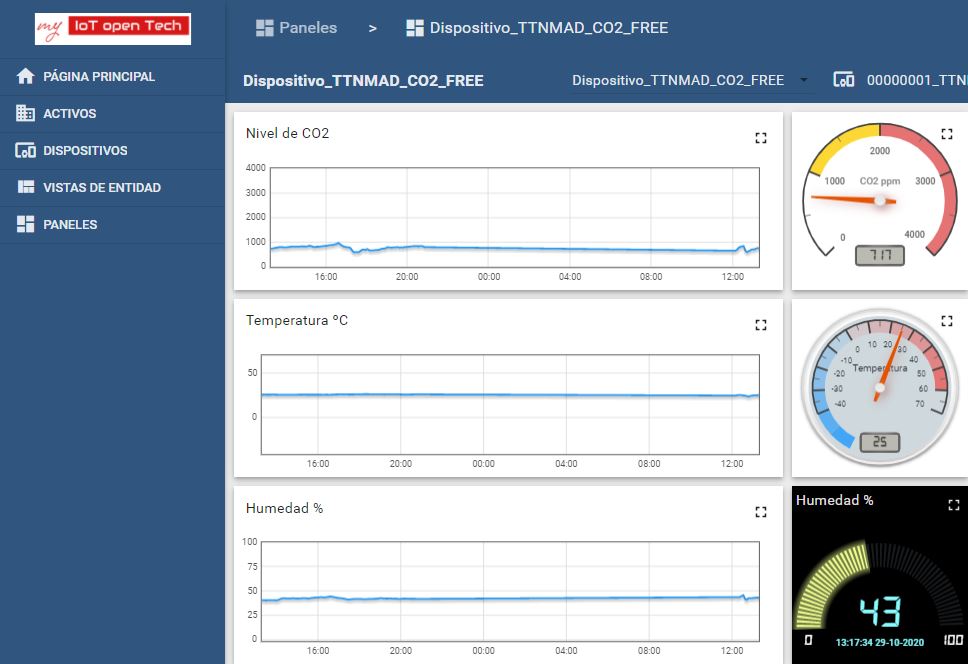 my IoT open Tech
PÁGINA PRINCIPAL
ACTIVOS
DISPOSITIVOS
VISTAS DE ENTIDAD
PANELES
Paneles > Dispositivo_TTNMAD_CO2_FREE
Dispositivo_TTNMAD_CO2_FREE
Dispositivo_TTNMAD_CO2_FREE
00000001_TTN
Nivel de CO2
4000
3000
2000
1000
0
16:00 20:00 00:00 04:00 08:00 12:00
2000
1000 CO2 ppm 3000
0 4000
717
Temperatura ºC
50
0
16:00 20:00 00:00 04:00 08:00 12:00
-40
-30
-20
-10
0
10
20
30
40
50
60
70
Temperatura
25
Humedad %
100
75
50
25
0
16:00 20:00 00:00 04:00 08:00 12:00
Humedad %
43
0 13:17:34 29-10-2020 100